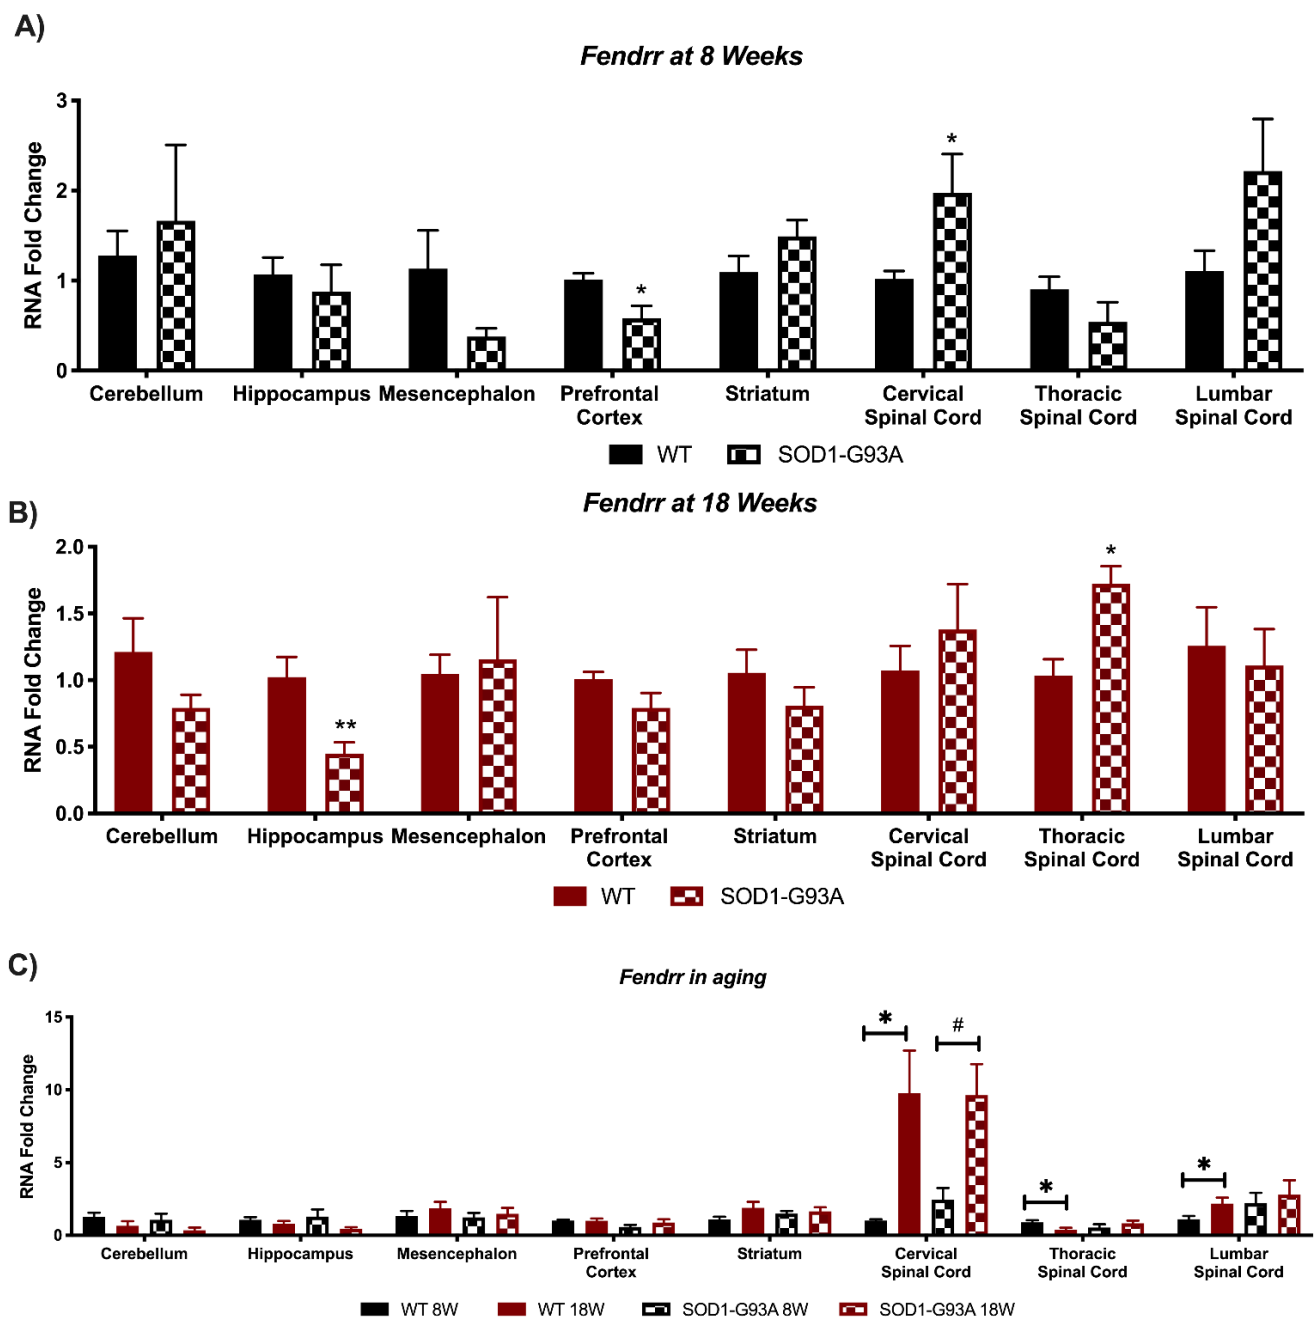 A)
Fendrr at 8 Weeks
RNA Fold Change
3
2
1
0
*
*
Cerebellum Hippocampus Mesencephalon Prefrontal Cortex Striatum Cervical Spinal Cord Thoracic Spinal Cord Lumbar Spinal Cord
WT SOD1-G93A
B)
Fendrr at 18 Weeks
RNA Fold Change
2.0
1.5
1.0
0.5
0.0
**
*
Cerebellum Hippocampus Mesencephalon Prefrontal Cortex Striatum Cervical Spinal Cord Thoracic Spinal Cord Lumbar Spinal Cord
WT SOD1-G93A
C)
Fendrr in aging
RNA Fold Change
15
10
5
0
* #
*
*
Cerebellum Hippocampus Mesencephalon Prefrontal Cortex Striatum Cervical Spinal Cord Thoracic Spinal Cord Lumbar Spinal Cord
WT 8W WT 18W SOD1-G93A 8W SOD1-G93A 18W